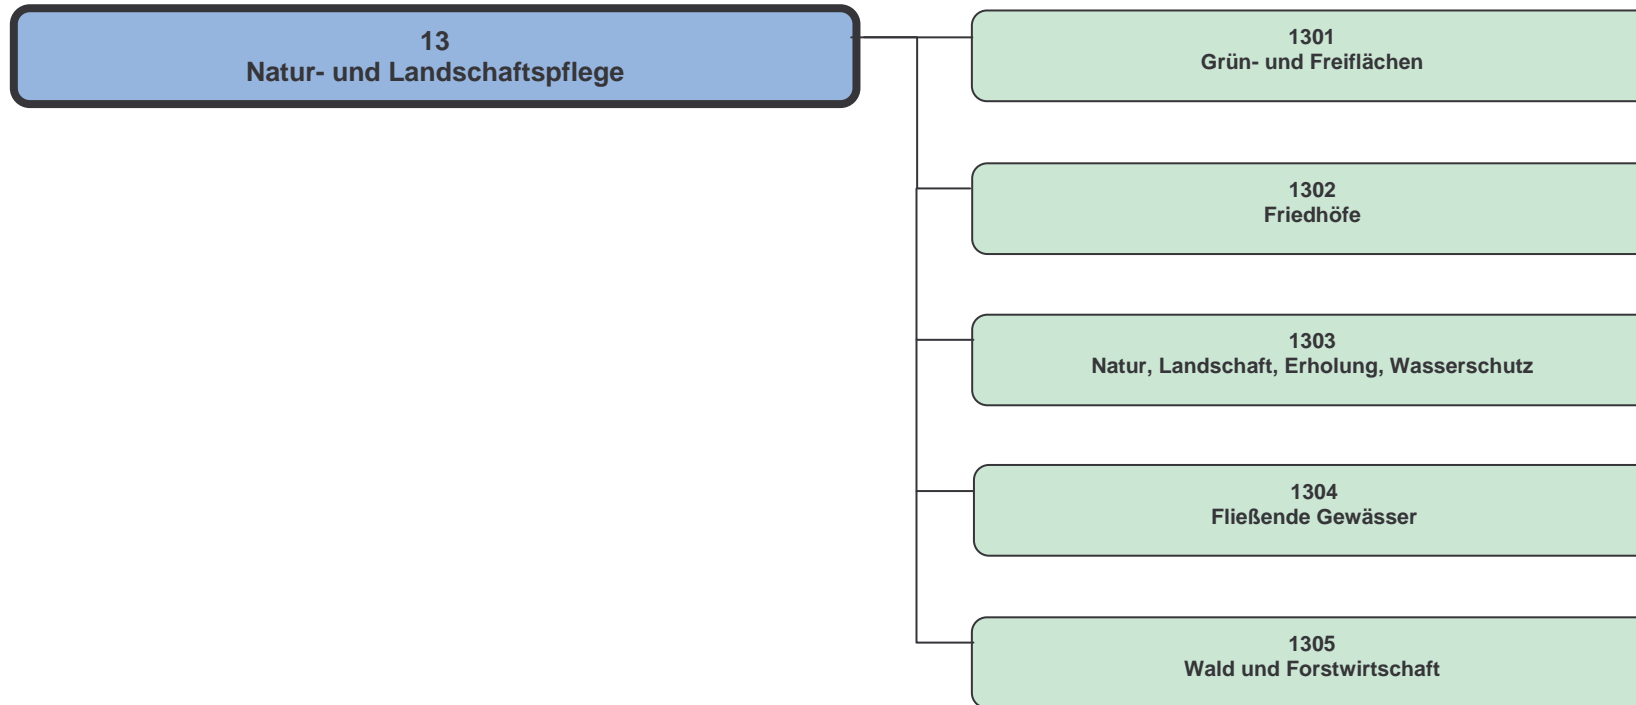 13
Natur- und Landschaftspflege
1301
Grün- und Freiflächen
1302
Friedhöfe
1303
Natur, Landschaft, Erholung, Wasserschutz
1304
Fließende Gewässer
1305
Wald und Forstwirtschaft